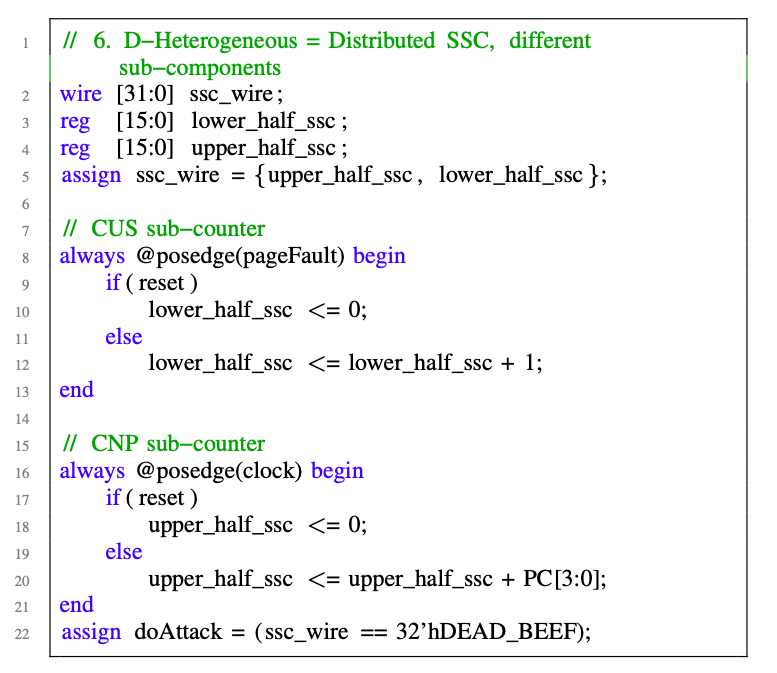 1 // 6. D−Heterogeneous = Distributed SSC, different
sub−components
2 wire [31:0] ssc_wire;
3 reg [15:0] lower_half_ssc;
4 reg [15:0] upper_half_ssc;
5 assign ssc_wire = {upper_half_ssc, lower_half_ssc};
6
7 // CUS sub−counter
8 always @posedge(pageFault) begin
9 if(reset)
10 lower_half_ssc <= 0;
11 else
12 lower_half_ssc <= lower_half_ssc + 1;
13 end
14
15 // CNP sub−counter
16 always @posedge(clock) begin
17 if(reset)
18 upper_half_ssc <= 0;
19 else
20 upper_half_ssc <= upper_half_ssc + PC[3:0];
21 end
22 assign doAttack = (ssc_wire == 32’hDEAD_BEEF);